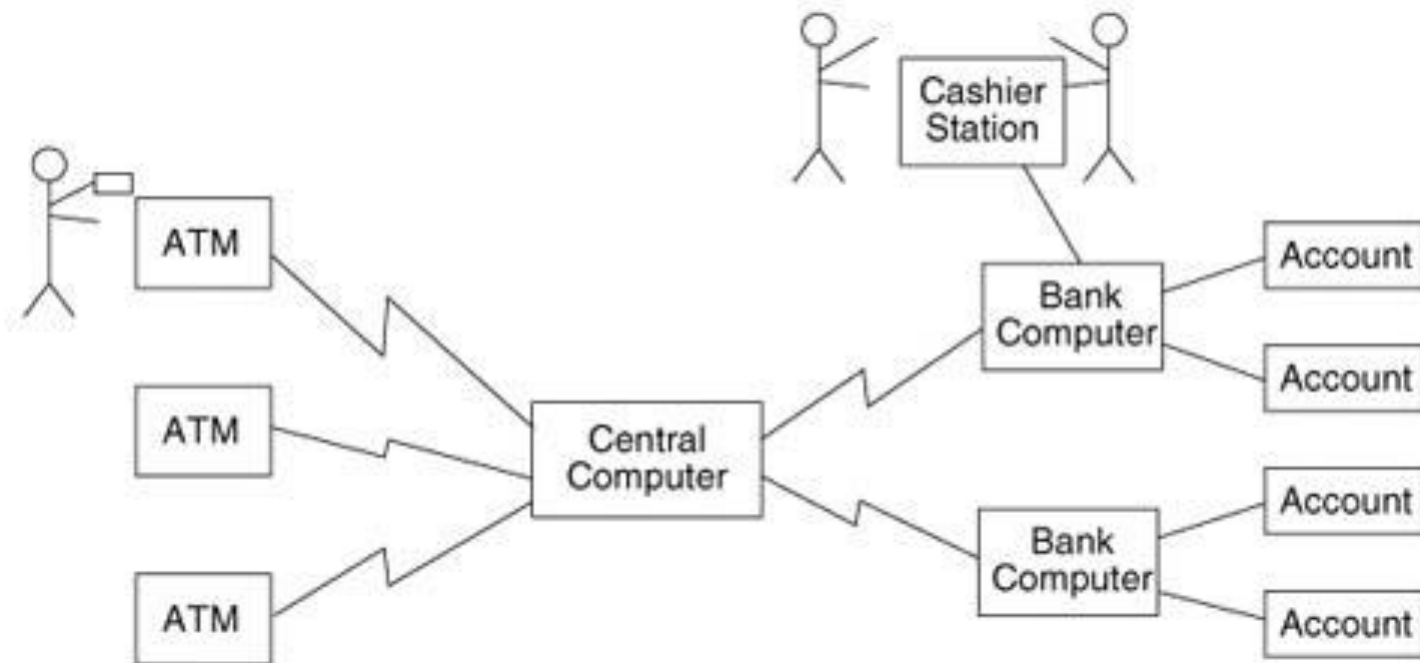 Cashier
Station
ATM
Account
Bank
Computer
Account
ATM
Central
Computer
Account
Bank
Computer
ATM
Account